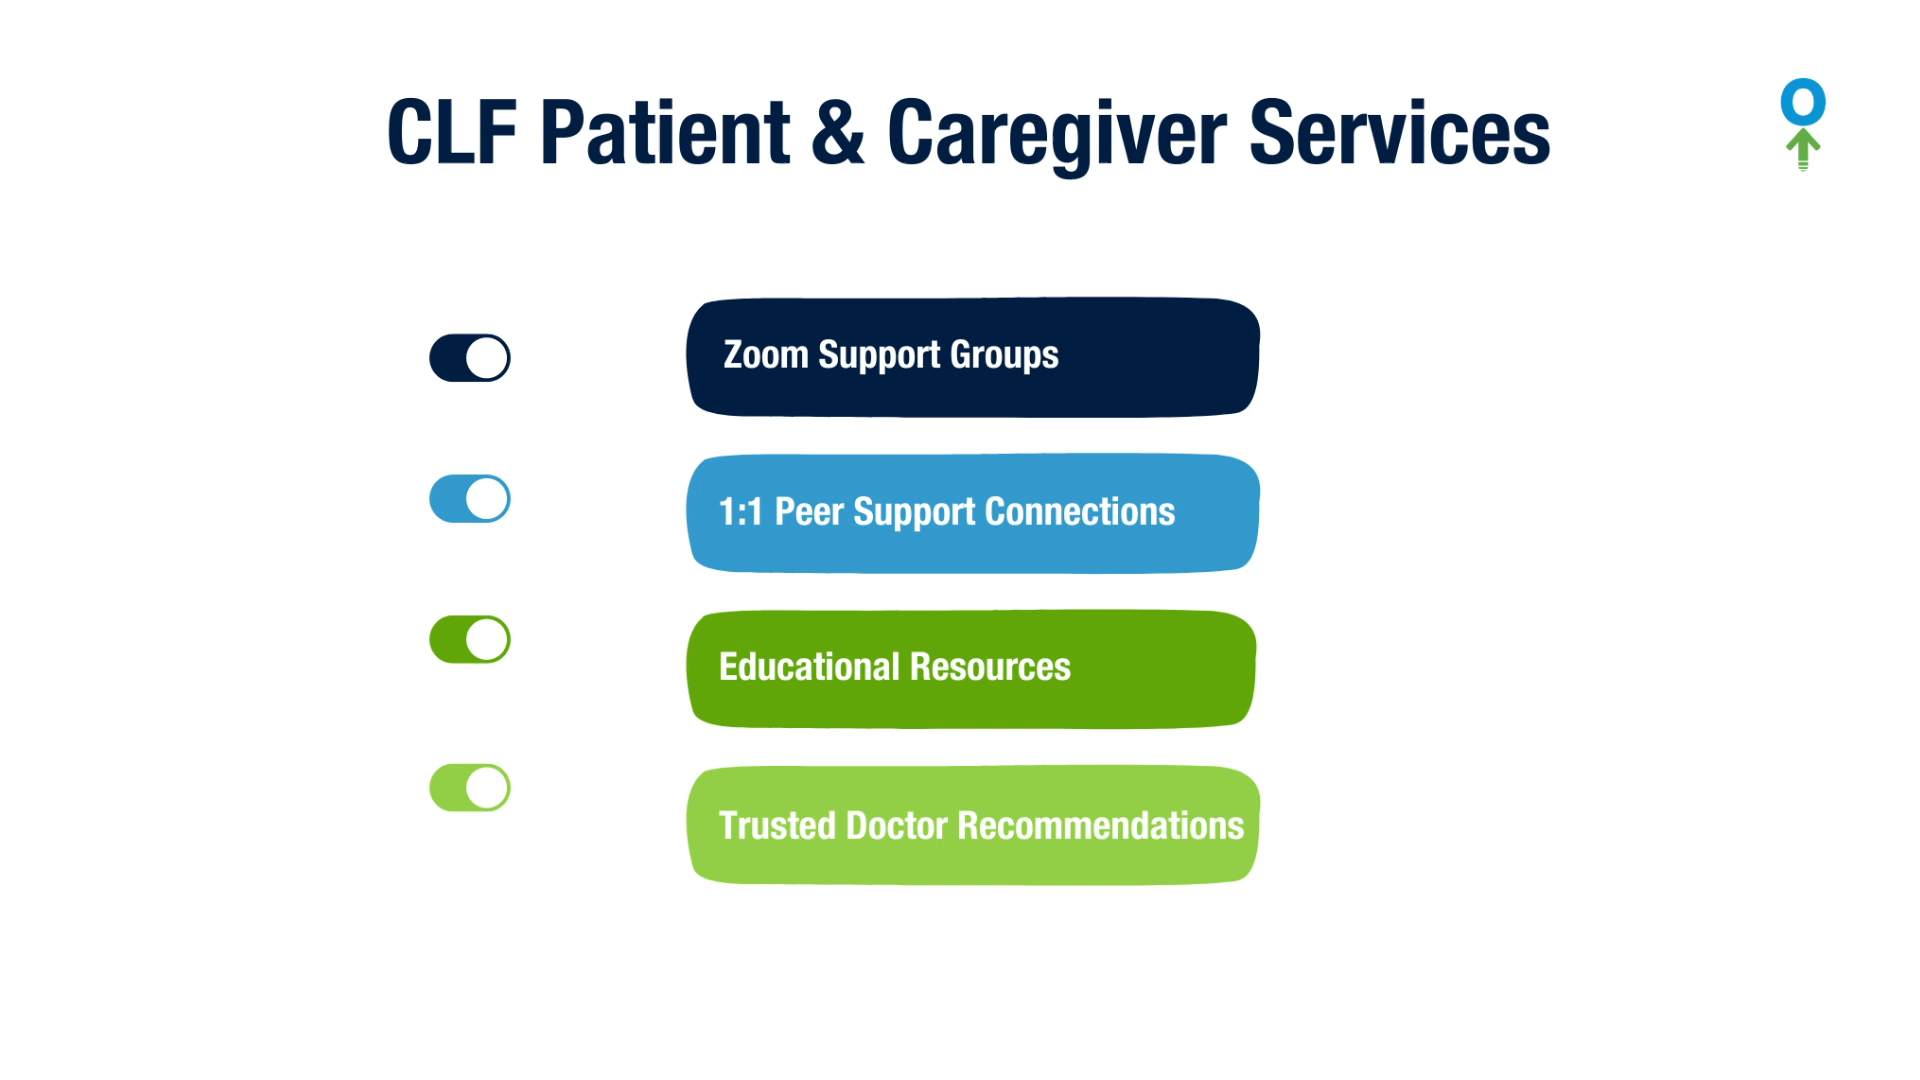 CLF Patient & Caregiver Services
Zoom Support Groups
1:1 Peer Support Connections
Educational Resources
Trusted Doctor Recommendations